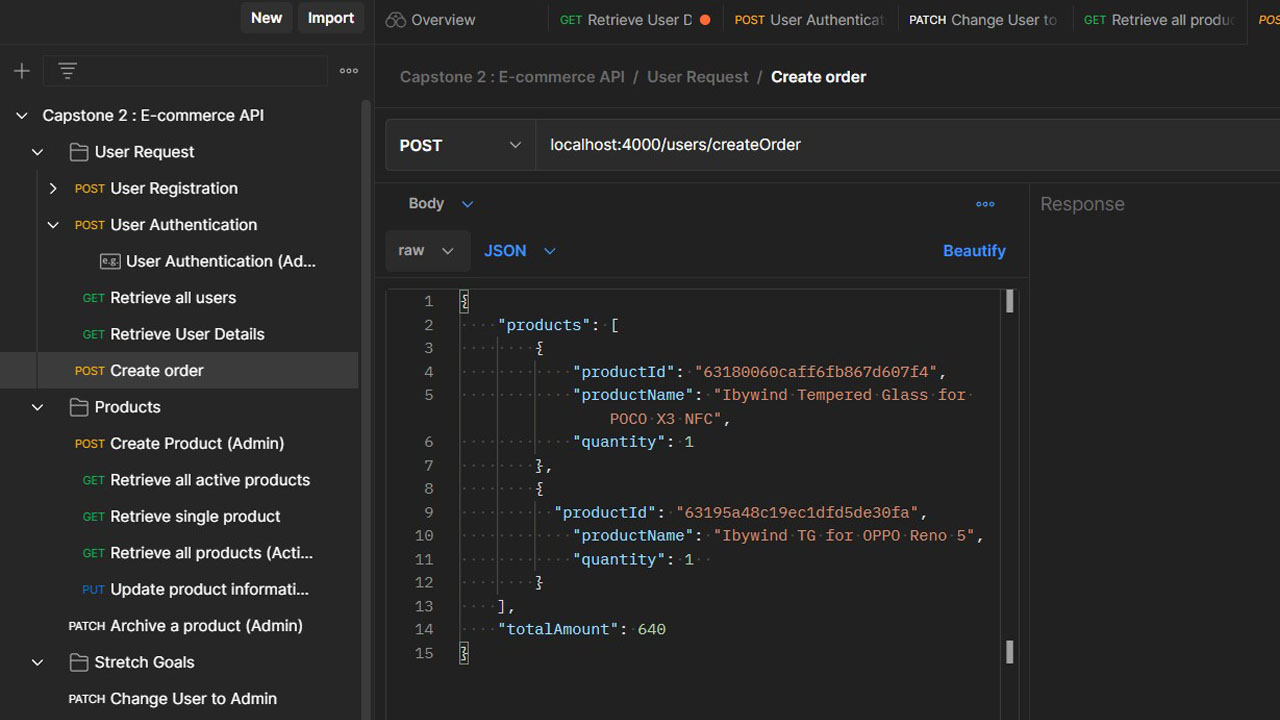 New Import
Overview
GET Retrieve User D
POST User Authenticat
PATCH Change User to
GET Retrieve all produc
POS
Capstone 2 : E-commerce API / User Request / Create order
Capstone 2 : E-commerce API
User Request
POST User Registration
POST User Authentication
e.g. User Authentication (Ad...
GET Retrieve all users
GET Retrieve User Details
POST Create order
Products
POST Create Product (Admin)
GET Retrieve all active products
GET Retrieve single product
GET Retrieve all products (Acti...
PUT Update product informati...
PATCH Archive a product (Admin)
Stretch Goals
PATCH Change User to Admin
POST localhost:4000/users/createOrder
Body
Response
raw JSON Beautify
1 {
2 "products": [
3 {
4 "productId": "63180060caff6fb867d607f4",
5 "productName": "Ibywind Tempered Glass for
POCO X3 NFC",
6 "quantity": 1
7 },
8 {
9 "productId": "63195a48c19ec1dfd5de30fa",
10 "productName": "Ibywind TG for OPPO Reno 5",
11 "quantity": 1
12 }
13 ],
14 "totalAmount": 640
15 }